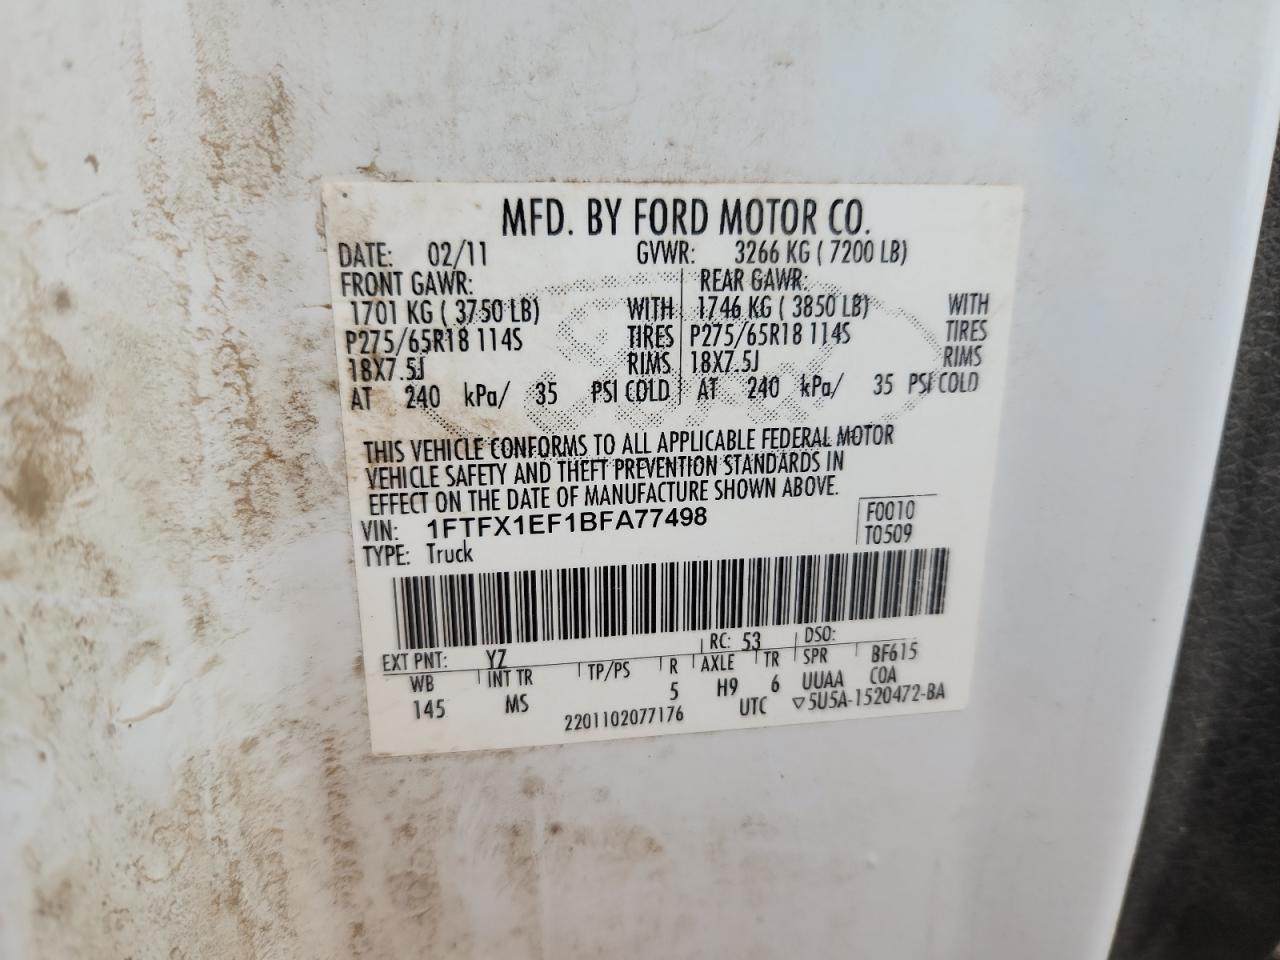 MFD. BY FORD MOTOR CO.
DATE: 02/11 GVWR: 3266 KG ( 7200 LB)
FRONT GAWR: REAR GAWR:
1701 KG ( 3750 LB) WITH 1746 KG ( 3850 LB) WITH
P275/65R18 114S TIRES P275/65R18 114S TIRES
18X7.5J RIMS 18X7.5J RIMS
AT 240 kPa/ 35 PSI COLD AT 240 kPa/ 35 PSI COLD
THIS VEHICLE CONFORMS TO ALL APPLICABLE FEDERAL MOTOR
VEHICLE SAFETY AND THEFT PREVENTION STANDARDS IN
EFFECT ON THE DATE OF MANUFACTURE SHOWN ABOVE.
VIN: 1FTFX1EF1BFA77498 F0010
TYPE: Truck T0509
EXT PNT: YZ RC: 53 DSO:
WB INT TR TP/PS R AXLE TR SPR BF615
145 MS 5 H9 6 UUAA COA
2201102077176 UTC ▽5U5A-1520472-BA